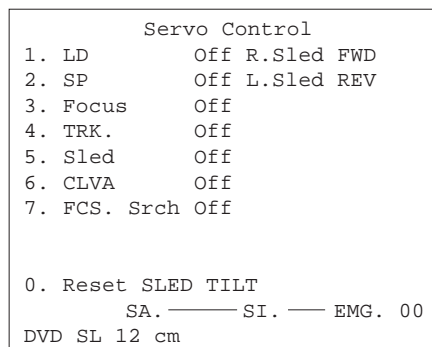 Servo Control
1. LD Off R.Sled FWD
2. SP Off L.Sled REV
3. Focus Off
4. TRK. Off
5. Sled Off
6. CLVA Off
7. FCS. Srch Off
0. Reset SLED TILT
SA. —— SI. —— EMG. 00
DVD SL 12 cm